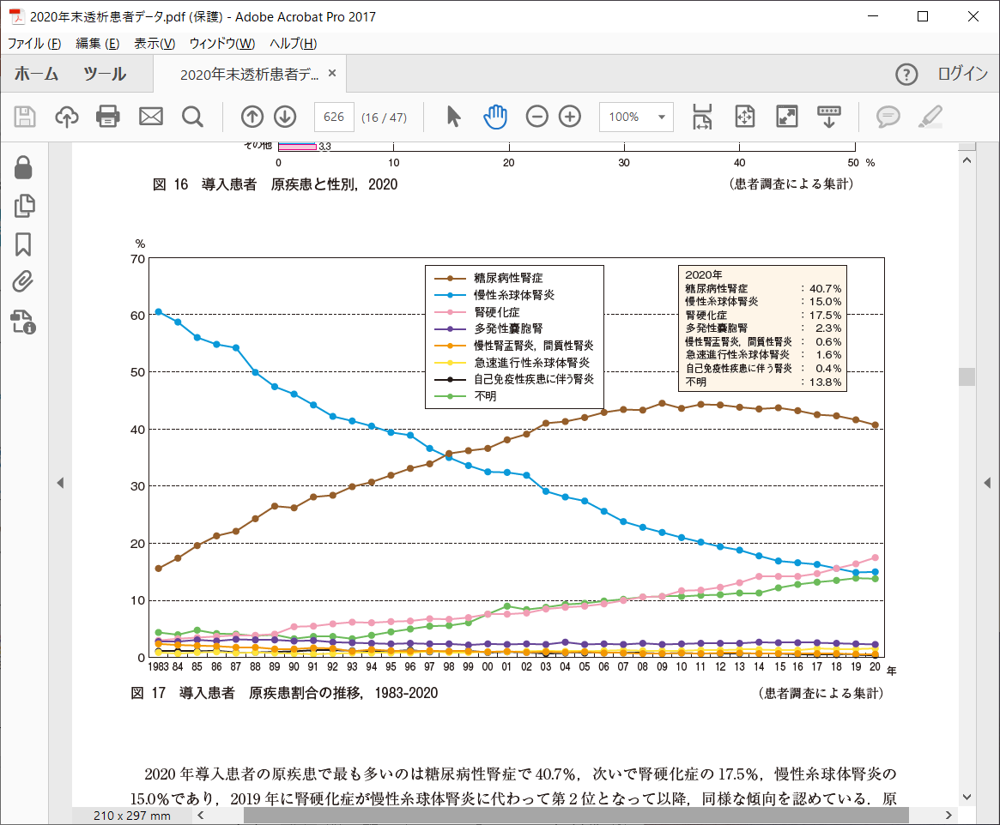 2020年末透析患者データ.pdf (保護) - Adobe Acrobat Pro 2017
ファイル (F) 編集 (E) 表示(V) ウィンドウ(W) ヘルプ(H)
ホーム ツール 2020年末透析患者デ... × ? ログイン
626 (16 / 47) 100%
その他 3.3
0 10 20 30 40 50 %
図 16 導入患者 原疾患と性別，2020 （患者調査による集計）
%
70
60
50
40
30
20
10
0
糖尿病性腎症
慢性糸球体腎炎
腎硬化症
多発性嚢胞腎
慢性腎盂腎炎，間質性腎炎
急速進行性糸球体腎炎
自己免疫性疾患に伴う腎炎
不明
2020年
糖尿病性腎症 ： 40.7%
慢性糸球体腎炎 ： 15.0%
腎硬化症 ： 17.5%
多発性嚢胞腎 ： 2.3%
慢性腎盂腎炎，間質性腎炎 ： 0.6%
急速進行性糸球体腎炎 ： 1.6%
自己免疫性疾患に伴う腎炎 ： 0.4%
不明 ： 13.8%
1983 84 85 86 87 88 89 90 91 92 93 94 95 96 97 98 99 00 01 02 03 04 05 06 07 08 09 10 11 12 13 14 15 16 17 18 19 20 年
図 17 導入患者 原疾患割合の推移，1983-2020 （患者調査による集計）
2020 年導入患者の原疾患で最も多いのは糖尿病性腎症で 40.7%，次いで腎硬化症の 17.5%，慢性糸球体腎炎の
15.0%であり，2019 年に腎硬化症が慢性糸球体腎炎に代わって第 2 位となって以降，同様な傾向を認めている．原
210 x 297 mm